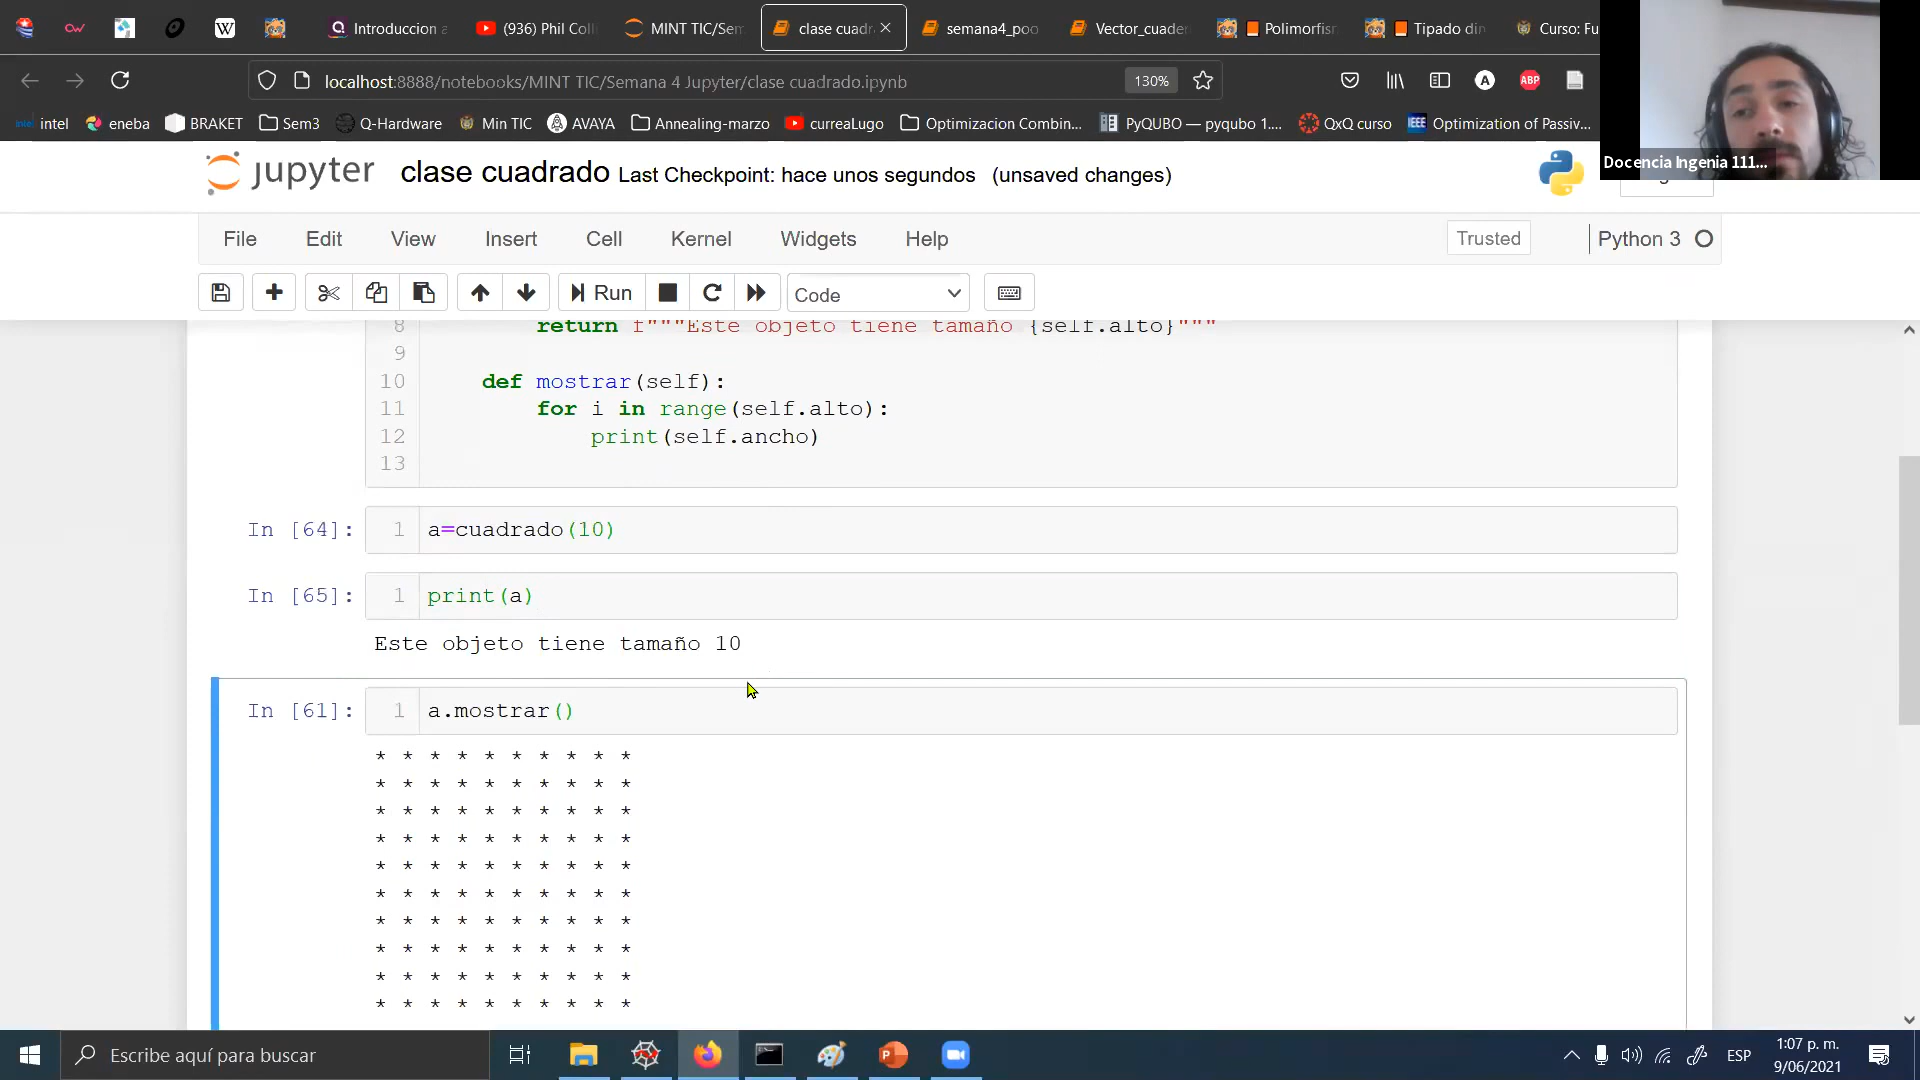 Introduccion a
(936) Phil Coll
MINT TIC/Sem
clase cuadr
semana4_poo
Vector_cuader
Polimorfism
Tipado din
Curso: Fu
localhost:8888/notebooks/MINT TIC/Semana 4 Jupyter/clase cuadrado.ipynb
130%
ABP
intel
eneba
BRAKET
Sem3
Q-Hardware
Min TIC
AVAYA
Annealing-marzo
curreaLugo
Optimizacion Combin...
PyQUBO — pyqubo 1....
QxQ curso
IEEE
Optimization of Passiv...
Docencia Ingenia 111...
jupyter clase cuadrado Last Checkpoint: hace unos segundos (unsaved changes)
File Edit View Insert Cell Kernel Widgets Help
Trusted
Python 3
Run
Code
8 return f"""Este objeto tiene tamaño {self.alto}"""
9
10 def mostrar(self):
11 for i in range(self.alto):
12 print(self.ancho)
13
In [64]: 1 a=cuadrado(10)
In [65]: 1 print(a)
Este objeto tiene tamaño 10
In [61]: 1 a.mostrar()
* * * * * * * * * *
* * * * * * * * * *
* * * * * * * * * *
* * * * * * * * * *
* * * * * * * * * *
* * * * * * * * * *
* * * * * * * * * *
* * * * * * * * * *
* * * * * * * * * *
* * * * * * * * * *
Escribe aquí para buscar
ESP
1:07 p. m.
9/06/2021